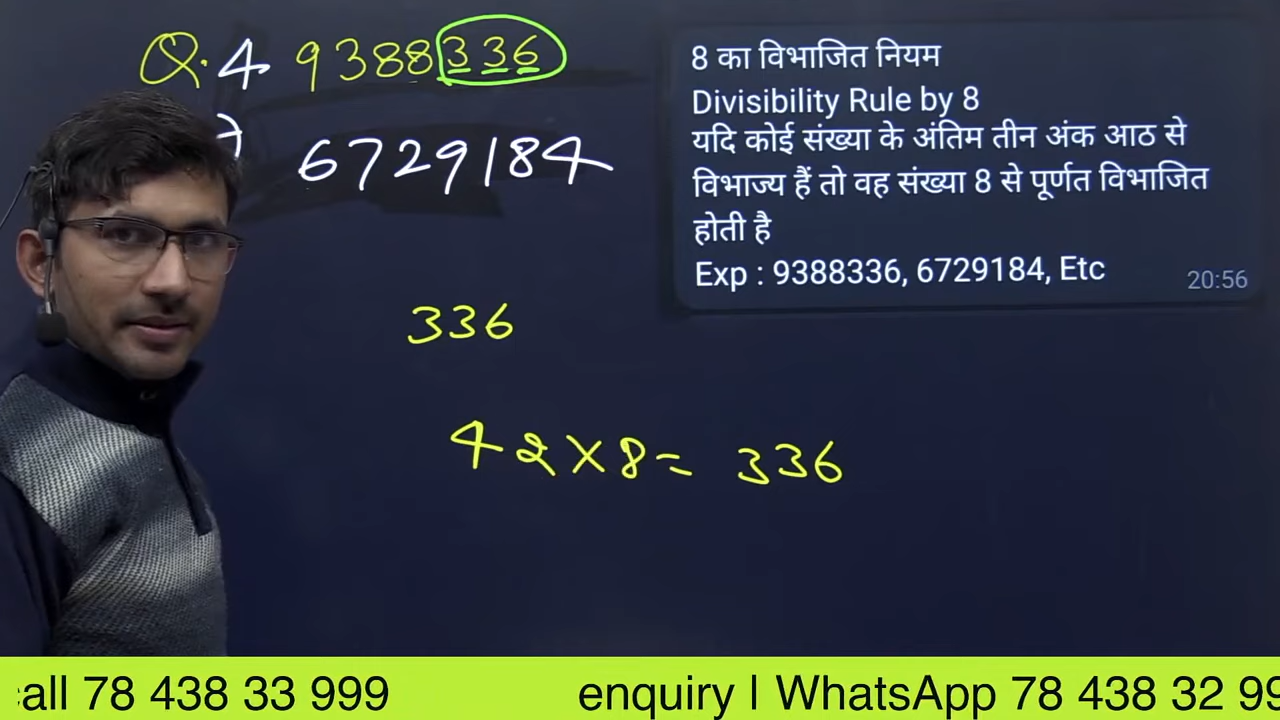 Q.4 9388336
6729184
336
42×8= 336
8 का विभाजित नियम
Divisibility Rule by 8
यदि कोई संख्या के अंतिम तीन अंक आठ से
विभाज्य हैं तो वह संख्या 8 से पूर्णत विभाजित
होती है
Exp : 9388336, 6729184, Etc
20:56
all 78 438 33 999 enquiry l WhatsApp 78 438 32 99